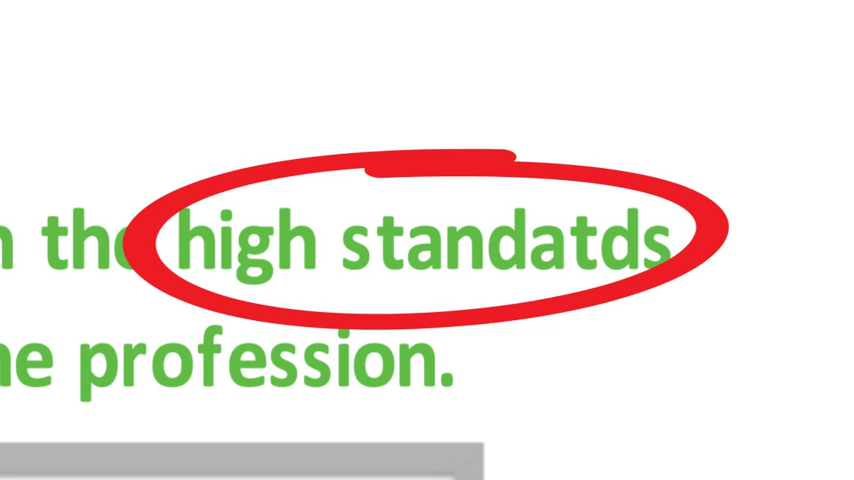 the high standatds
profession.